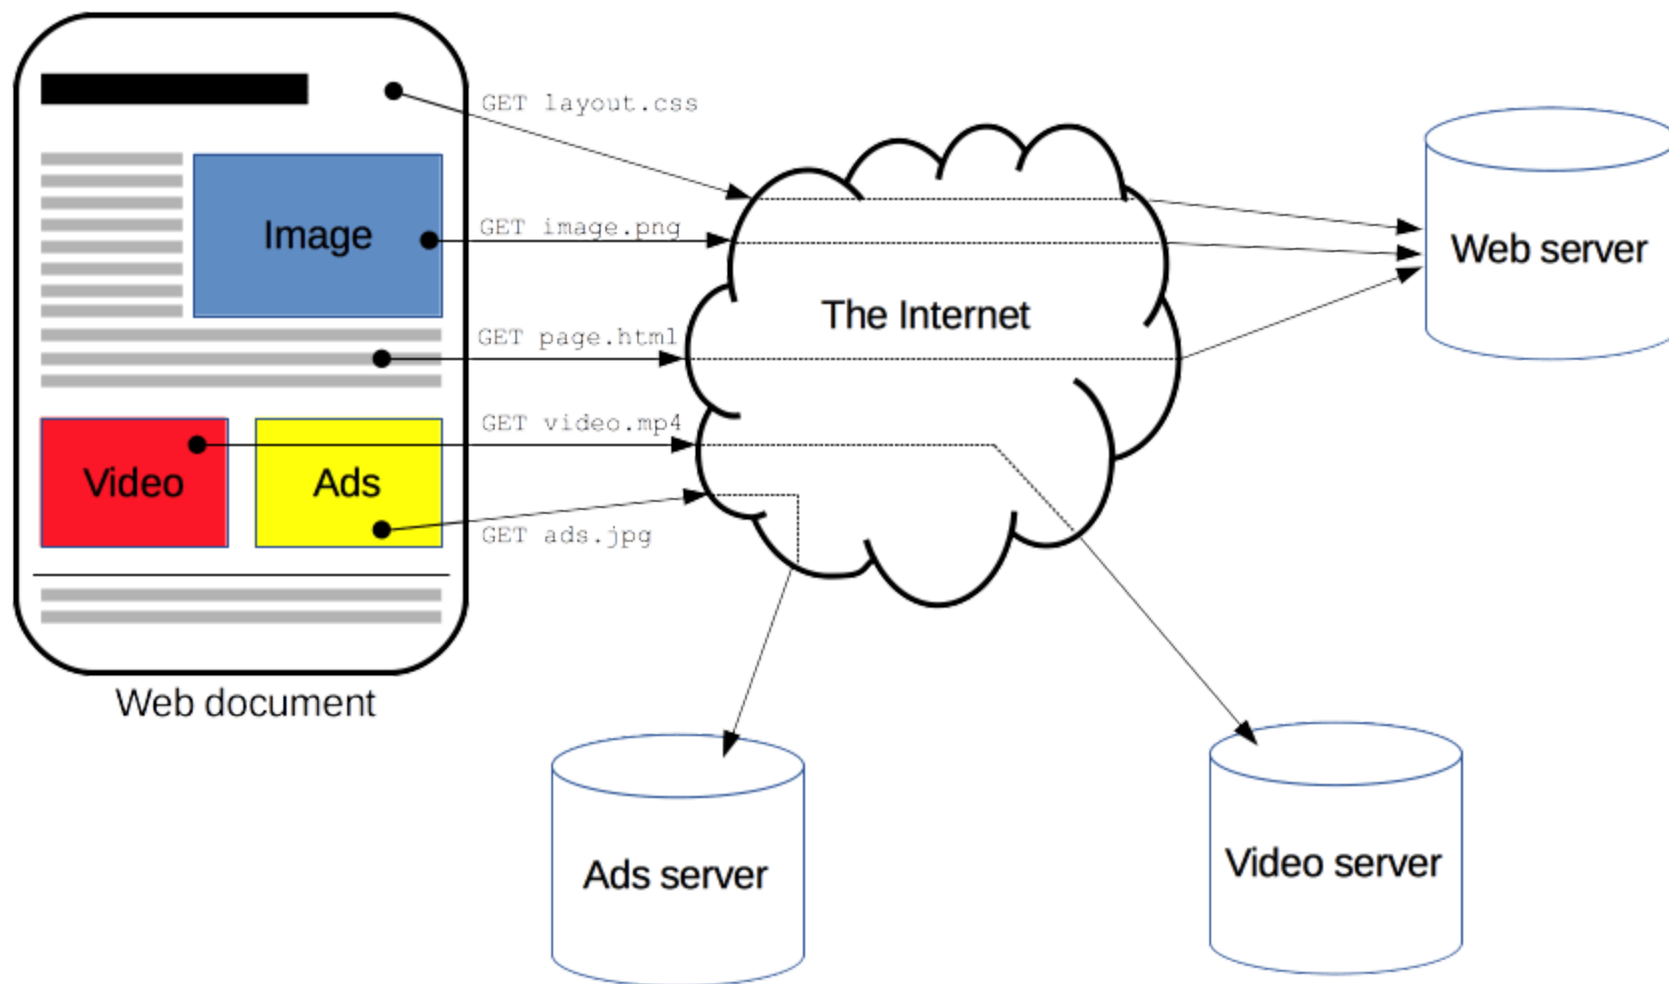 GET layout.css
Image
GET image.png
Web server
The Internet
GET page.html
GET video.mp4
Video
Ads
GET ads.jpg
Web document
Ads server
Video server